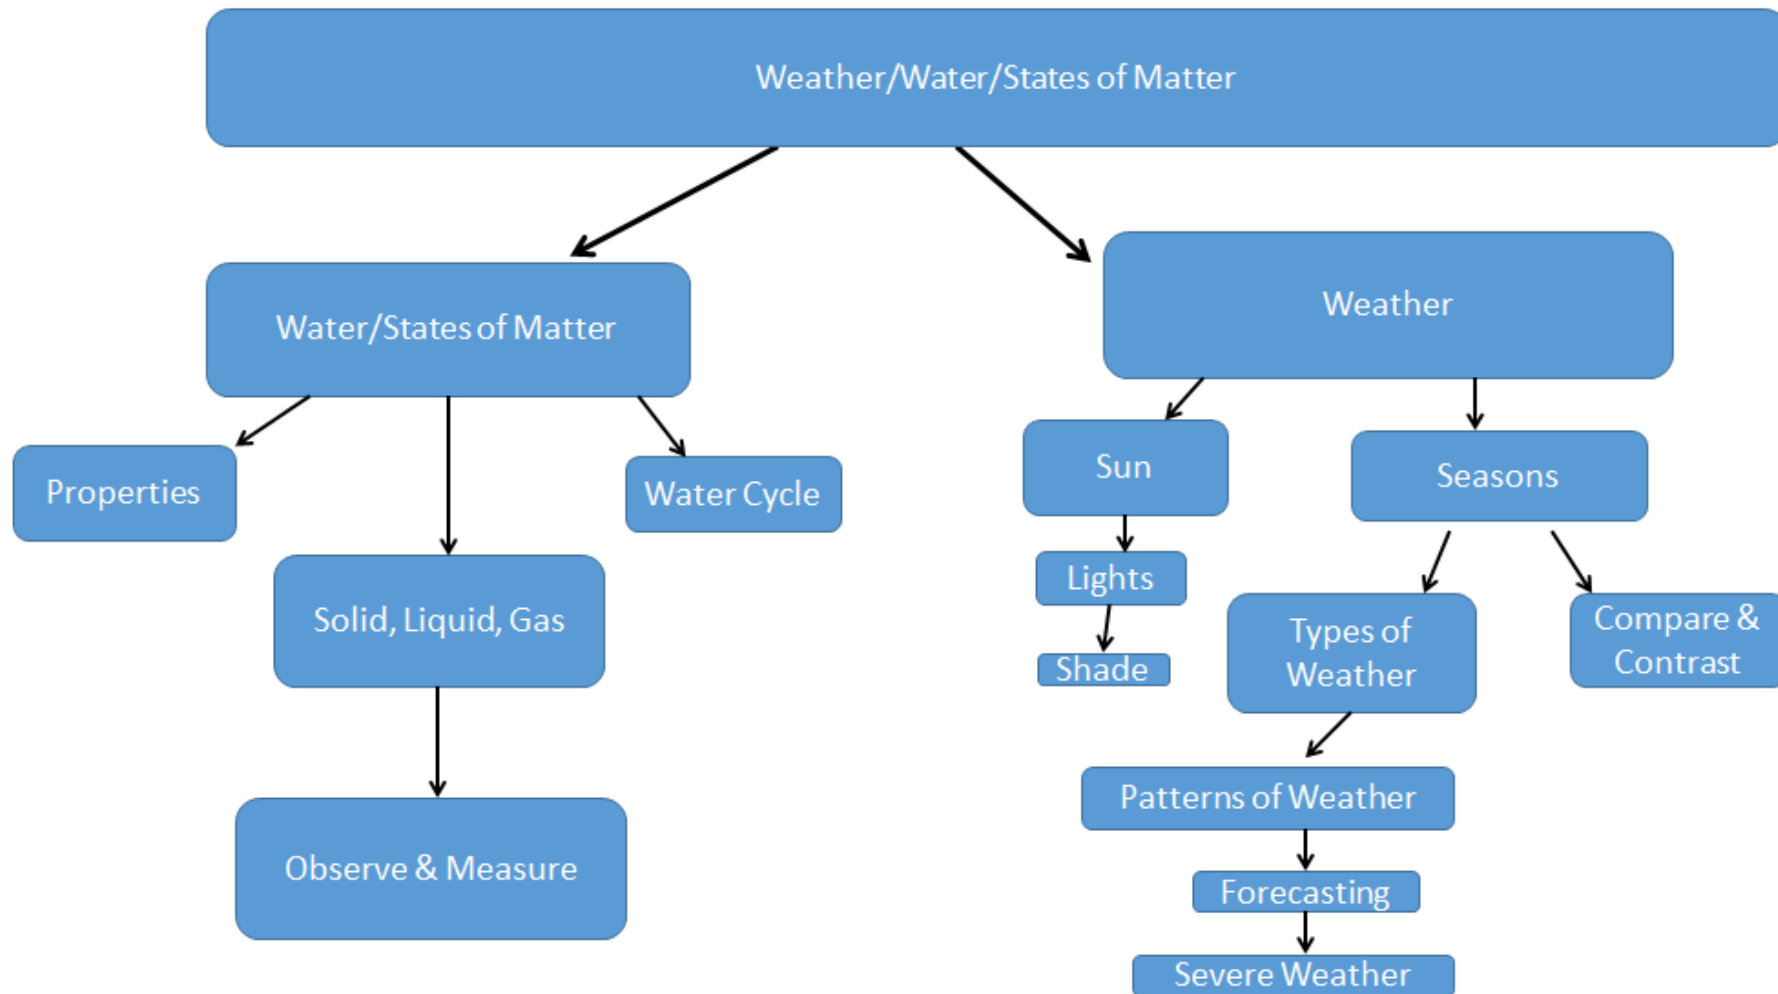 Weather/Water/States of Matter
Water/States of Matter
Weather
Properties
Water Cycle
Sun
Seasons
Solid, Liquid, Gas
Lights
Shade
Types of
Weather
Compare &
Contrast
Observe & Measure
Patterns of Weather
Forecasting
Severe Weather